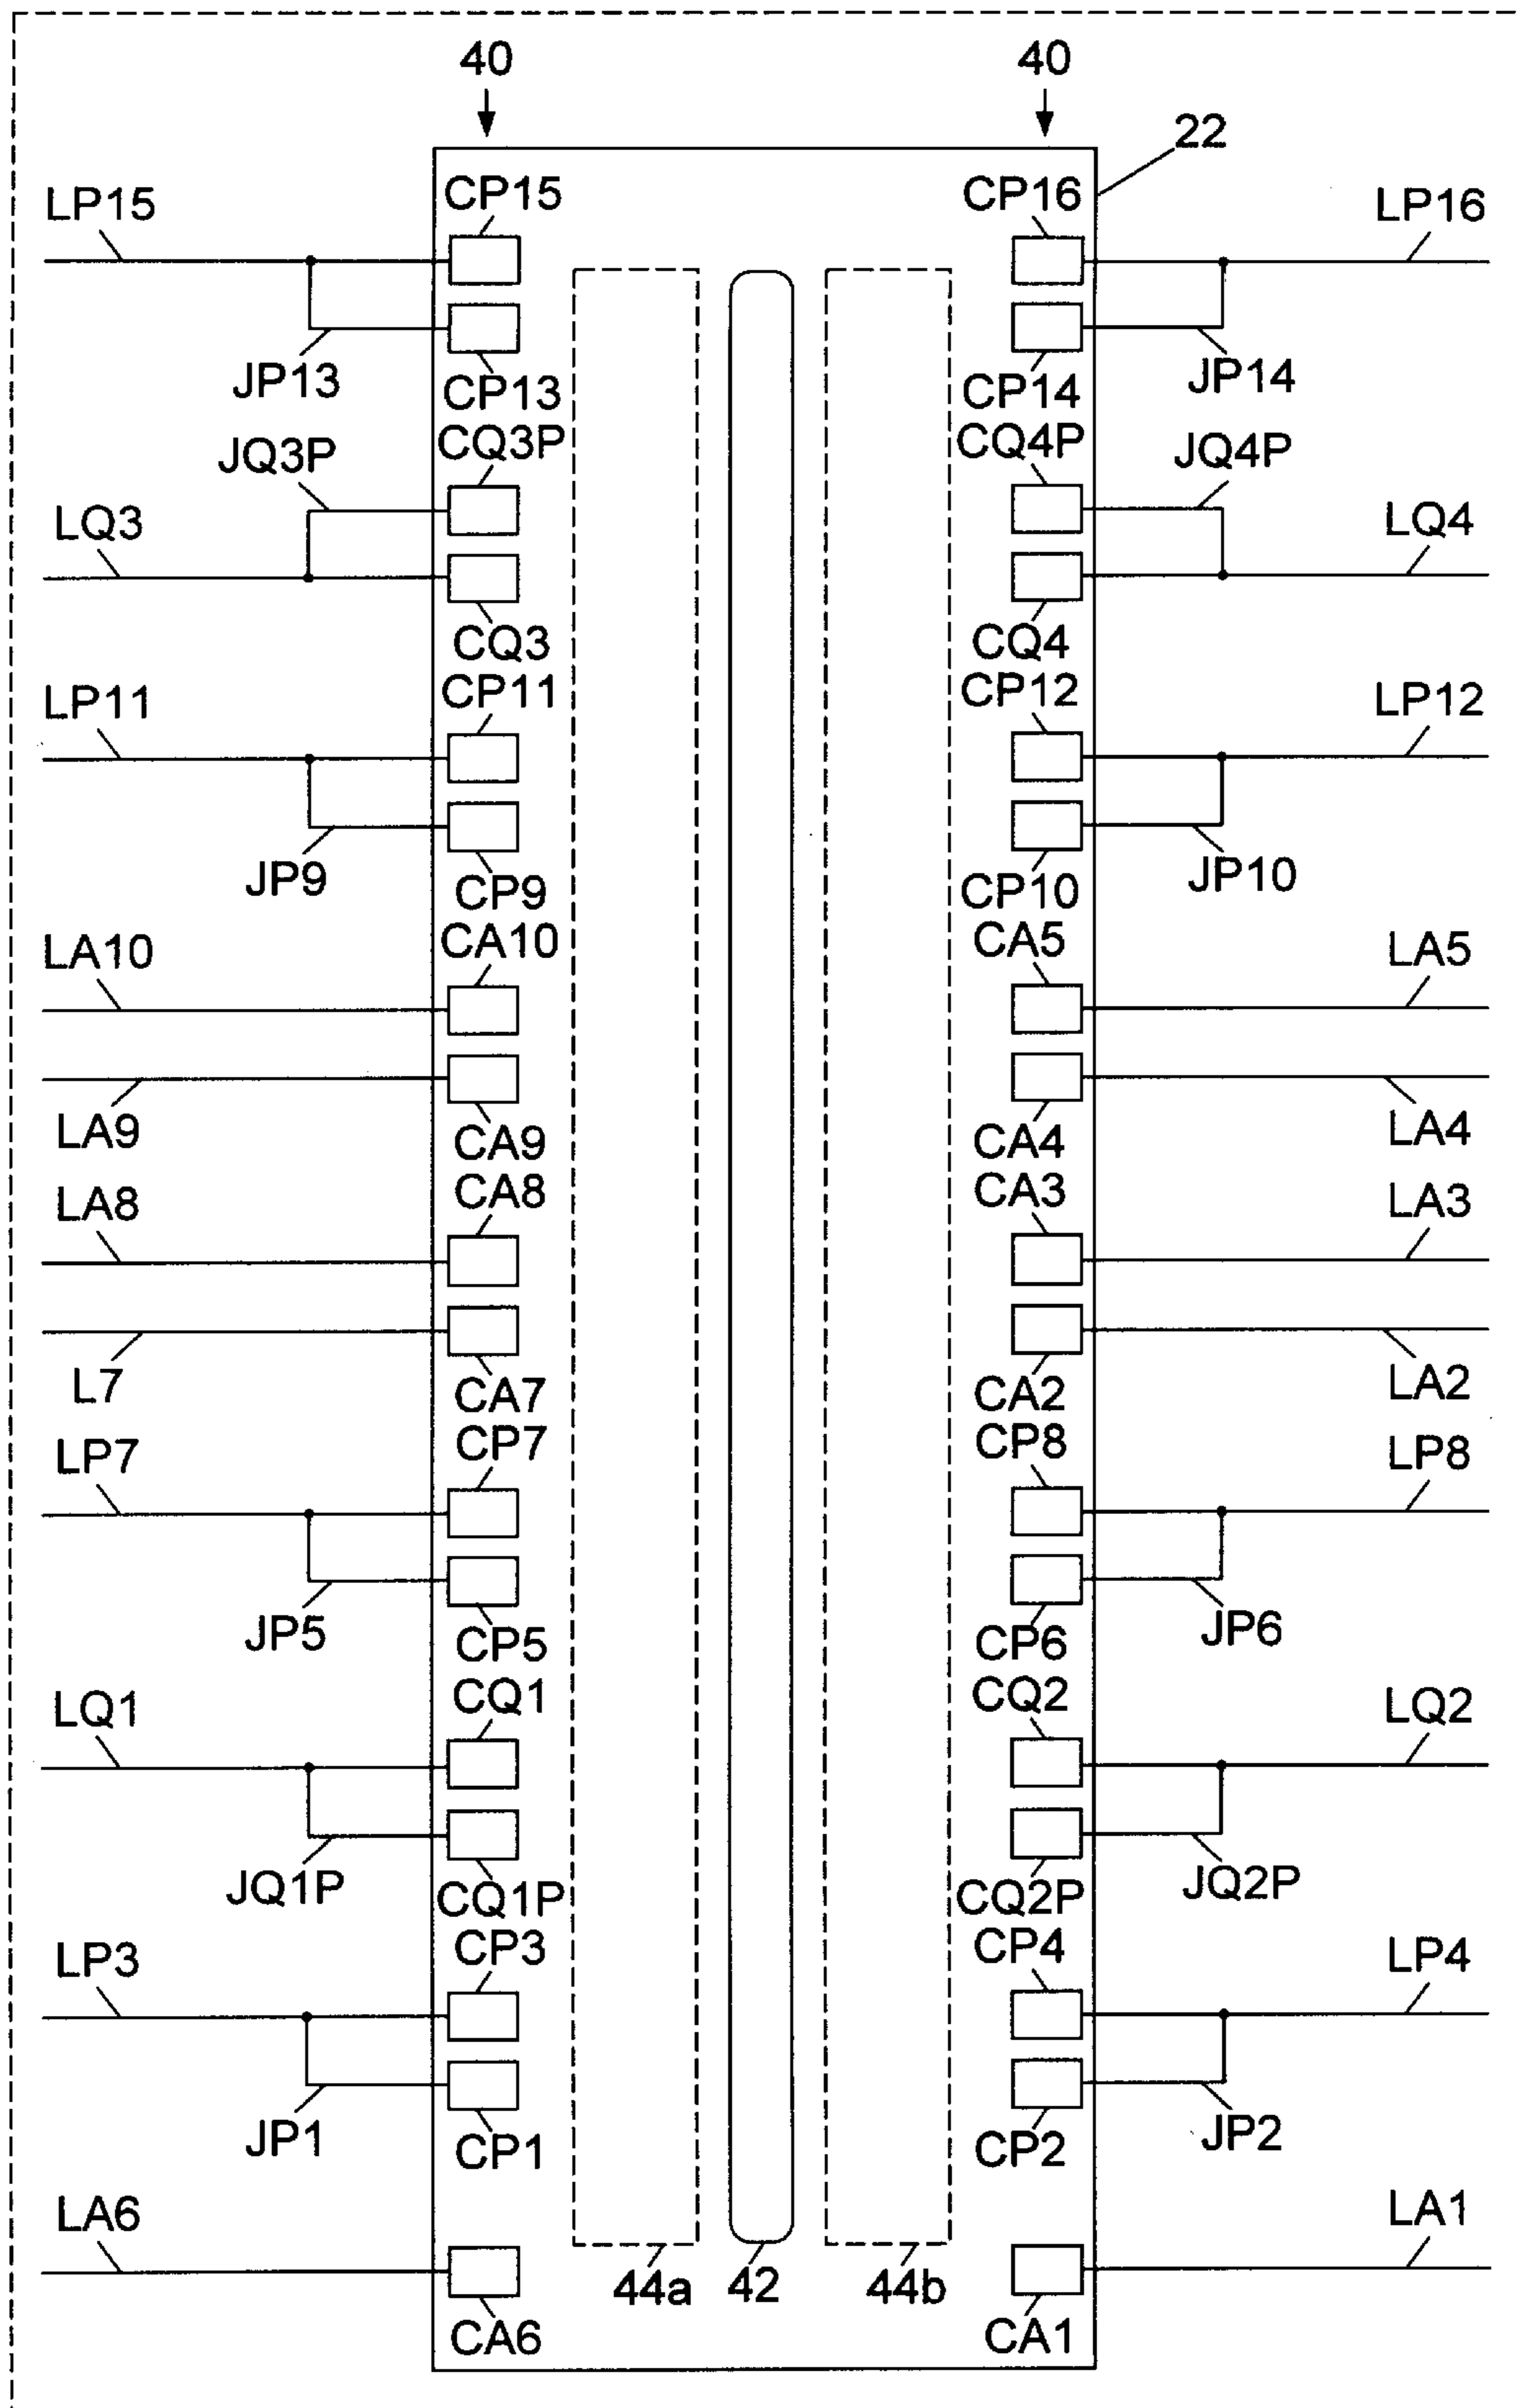 40 40
22
CP15 CP16
LP15 LP16
JP13 CP13 CP14 JP14
JQ3P CQ3P CQ4P JQ4P
LQ3 LQ4
CQ3 CQ4
LP11 CP11 CP12 LP12
JP9 CP9 CP10 JP10
LA10 CA10 CA5 LA5
LA9 CA9 CA4 LA4
LA8 CA8 CA3 LA3
L7 CA7 CA2 LA2
LP7 CP7 CP8 LP8
JP5 CP5 CP6 JP6
LQ1 CQ1 CQ2 LQ2
JQ1P CQ1P CQ2P JQ2P
LP3 CP3 CP4 LP4
JP1 CP1 CP2 JP2
LA6 LA1
44a 42 44b
CA6 CA1